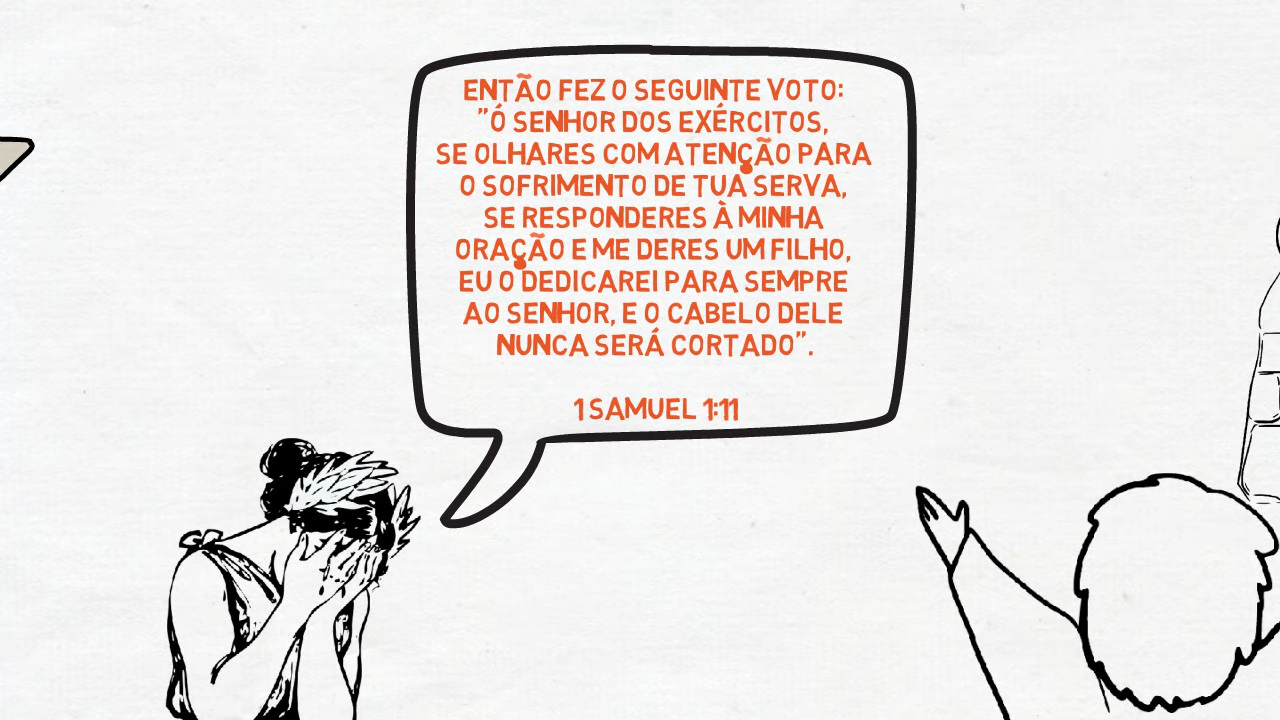 ENTÃO FEZ O SEGUINTE VOTO:
"Ó SENHOR DOS EXÉRCITOS,
SE OLHARES COM ATENÇÃO PARA
O SOFRIMENTO DE TUA SERVA,
SE RESPONDERES À MINHA
ORAÇÃO E ME DERES UM FILHO,
EU O DEDICAREI PARA SEMPRE
AO SENHOR, E O CABELO DELE
NUNCA SERÁ CORTADO".
1 SAMUEL 1:11